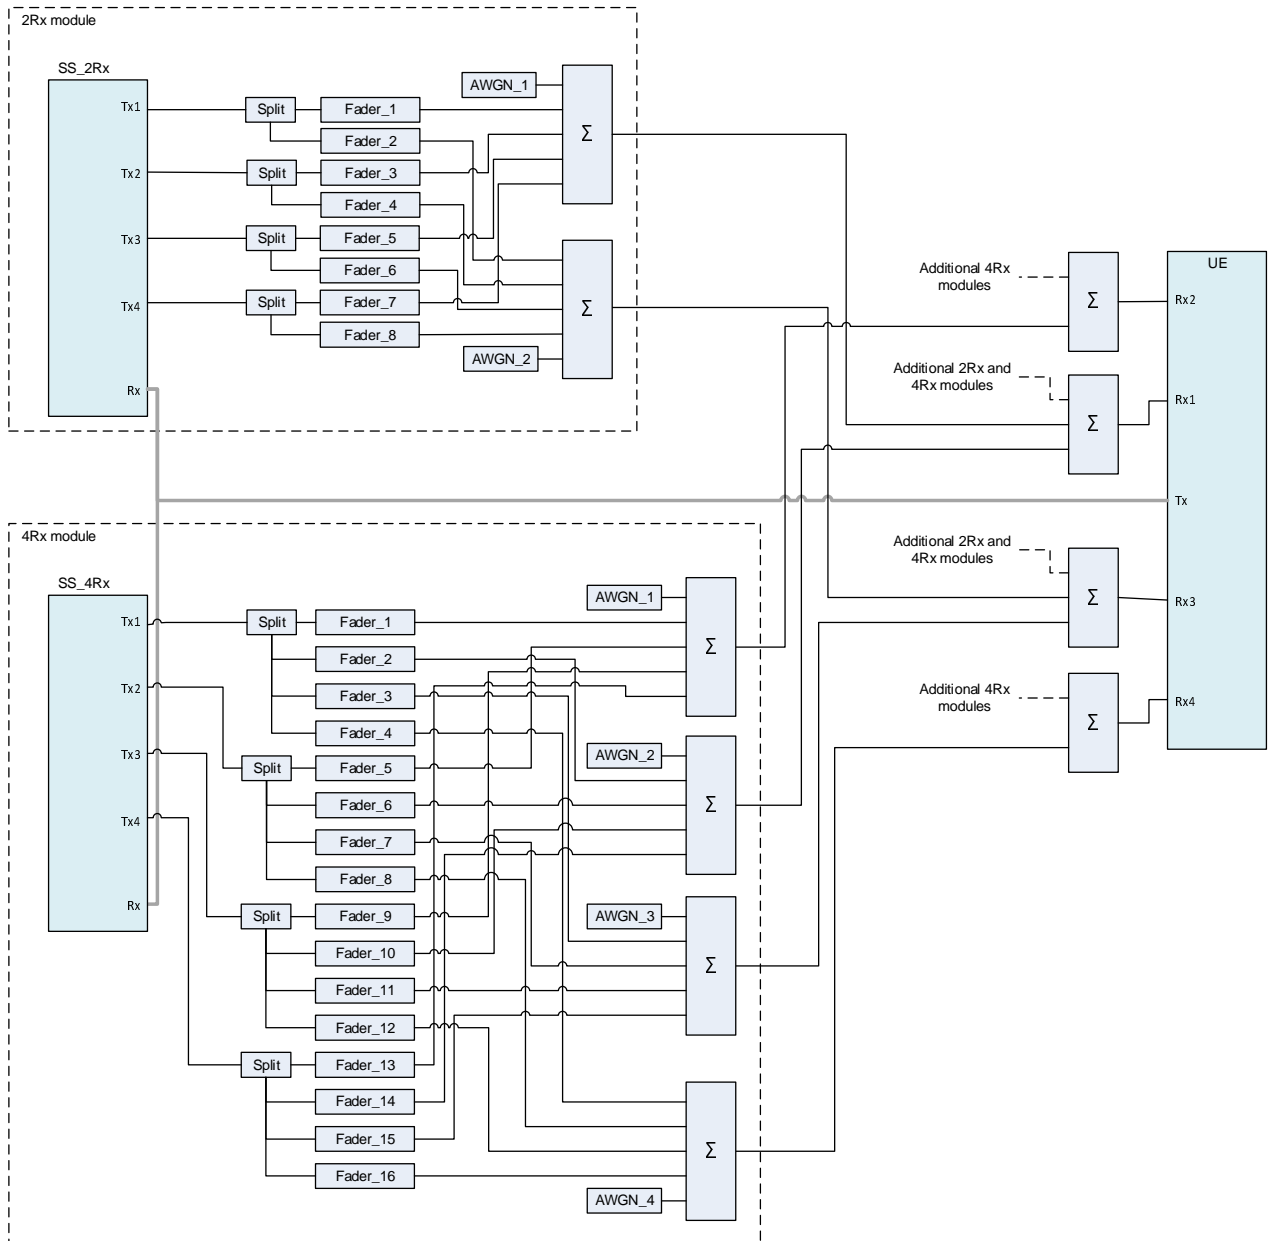 2Rx module
SS_2Rx
Tx1
Tx2
Tx3
Tx4
Rx
Split
Fader_1
Fader_2
Split
Fader_3
Fader_4
Split
Fader_5
Fader_6
Split
Fader_7
Fader_8
AWGN_1
Σ
Σ
AWGN_2
4Rx module
SS_4Rx
Tx1
Tx2
Tx3
Tx4
Rx
Split
Fader_1
Fader_2
Fader_3
Fader_4
Split
Fader_5
Fader_6
Fader_7
Fader_8
Split
Fader_9
Fader_10
Fader_11
Fader_12
Split
Fader_13
Fader_14
Fader_15
Fader_16
AWGN_1
Σ
AWGN_2
Σ
AWGN_3
Σ
Σ
AWGN_4
Additional 4Rx
modules
Σ
Additional 2Rx and
4Rx modules
Σ
Additional 2Rx and
4Rx modules
Σ
Additional 4Rx
modules
Σ
UE
Rx2
Rx1
Tx
Rx3
Rx4